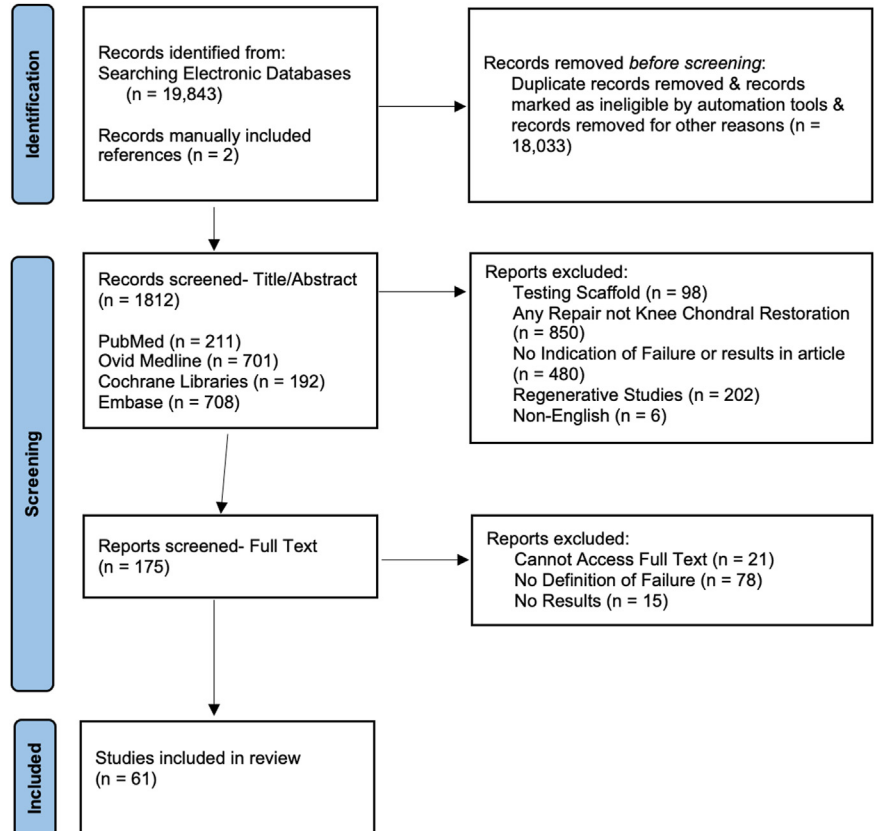 Identification
Records identified from:
Searching Electronic Databases
(n = 19,843)
Records manually included
references (n = 2)
Records removed before screening:
Duplicate records removed & records
marked as ineligible by automation tools &
records removed for other reasons (n =
18,033)
Screening
Records screened- Title/Abstract
(n = 1812)
PubMed (n = 211)
Ovid Medline (n = 701)
Cochrane Libraries (n = 192)
Embase (n = 708)
Reports excluded:
Testing Scaffold (n = 98)
Any Repair not Knee Chondral Restoration
(n = 850)
No Indication of Failure or results in article
(n = 480)
Regenerative Studies (n = 202)
Non-English (n = 6)
Reports screened- Full Text
(n = 175)
Reports excluded:
Cannot Access Full Text (n = 21)
No Definition of Failure (n = 78)
No Results (n = 15)
Included
Studies included in review
(n = 61)